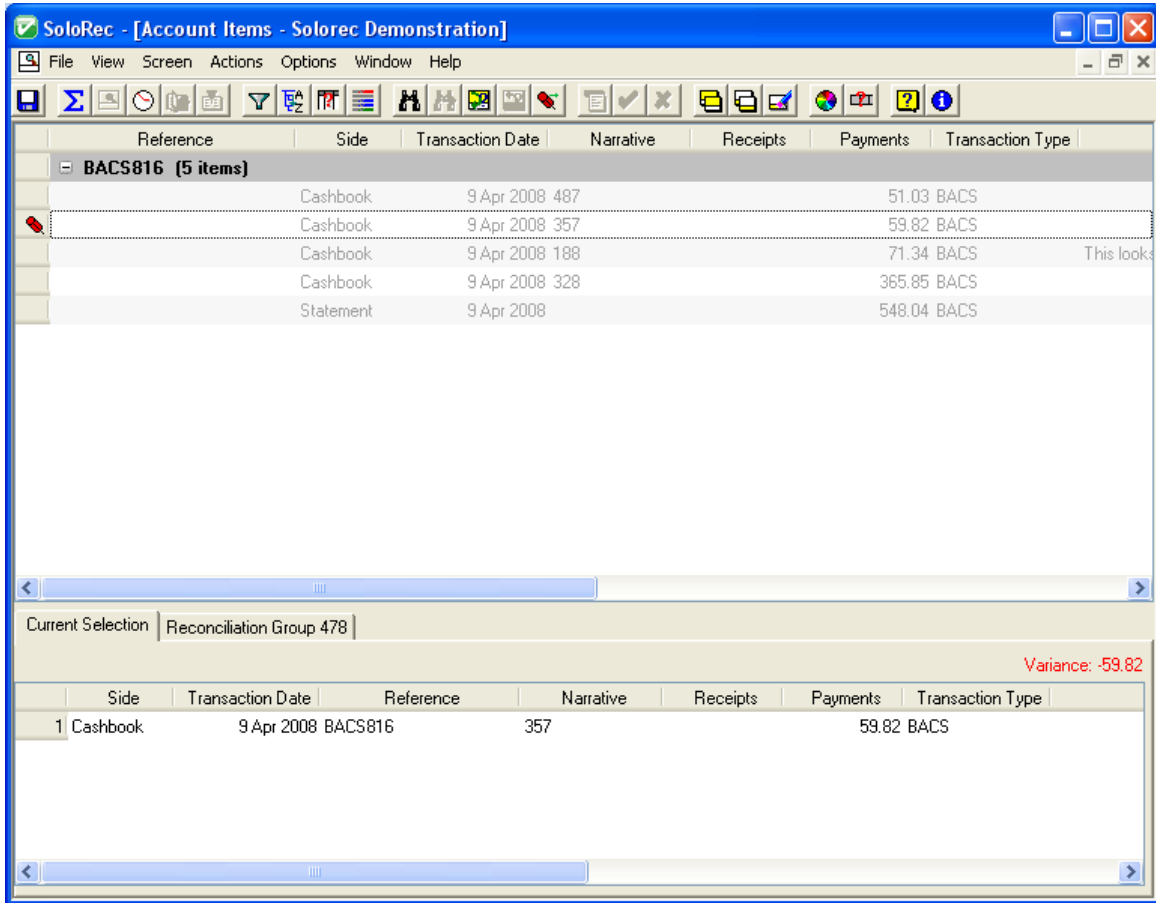 SoloRec - [Account Items - Solorec Demonstration]
File View Screen Actions Options Window Help
Reference Side Transaction Date Narrative Receipts Payments Transaction Type
BACS816 (5 items)
Cashbook 9 Apr 2008 487 51.03 BACS
Cashbook 9 Apr 2008 357 59.82 BACS
Cashbook 9 Apr 2008 188 71.34 BACS This looks
Cashbook 9 Apr 2008 328 365.85 BACS
Statement 9 Apr 2008 548.04 BACS
Current Selection Reconciliation Group 478
Variance: -59.82
Side Transaction Date Reference Narrative Receipts Payments Transaction Type
1 Cashbook 9 Apr 2008 BACS816 357 59.82 BACS